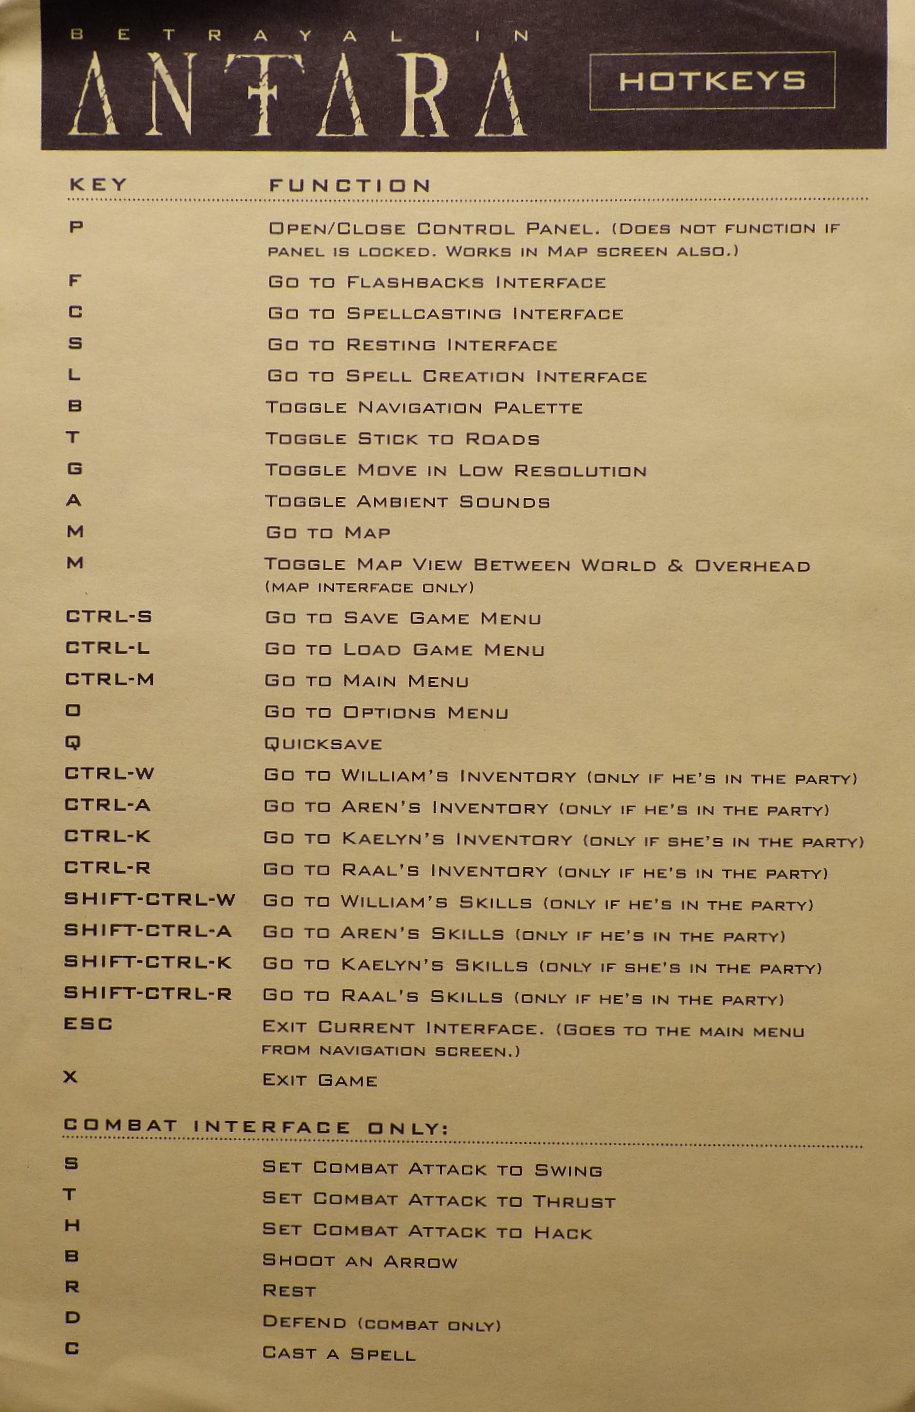 BETRAYAL IN
ANTARA
HOTKEYS
KEY FUNCTION
P OPEN/CLOSE CONTROL PANEL. (DOES NOT FUNCTION IF
PANEL IS LOCKED. WORKS IN MAP SCREEN ALSO.)
F GO TO FLASHBACKS INTERFACE
C GO TO SPELLCASTING INTERFACE
S GO TO RESTING INTERFACE
L GO TO SPELL CREATION INTERFACE
B TOGGLE NAVIGATION PALETTE
T TOGGLE STICK TO ROADS
G TOGGLE MOVE IN LOW RESOLUTION
A TOGGLE AMBIENT SOUNDS
M GO TO MAP
M TOGGLE MAP VIEW BETWEEN WORLD & OVERHEAD
(MAP INTERFACE ONLY)
CTRL-S GO TO SAVE GAME MENU
CTRL-L GO TO LOAD GAME MENU
CTRL-M GO TO MAIN MENU
O GO TO OPTIONS MENU
Q QUICKSAVE
CTRL-W GO TO WILLIAM'S INVENTORY (ONLY IF HE'S IN THE PARTY)
CTRL-A GO TO AREN'S INVENTORY (ONLY IF HE'S IN THE PARTY)
CTRL-K GO TO KAELYN'S INVENTORY (ONLY IF SHE'S IN THE PARTY)
CTRL-R GO TO RAAL'S INVENTORY (ONLY IF HE'S IN THE PARTY)
SHIFT-CTRL-W GO TO WILLIAM'S SKILLS (ONLY IF HE'S IN THE PARTY)
SHIFT-CTRL-A GO TO AREN'S SKILLS (ONLY IF HE'S IN THE PARTY)
SHIFT-CTRL-K GO TO KAELYN'S SKILLS (ONLY IF SHE'S IN THE PARTY)
SHIFT-CTRL-R GO TO RAAL'S SKILLS (ONLY IF HE'S IN THE PARTY)
ESC EXIT CURRENT INTERFACE. (GOES TO THE MAIN MENU
FROM NAVIGATION SCREEN.)
X EXIT GAME
COMBAT INTERFACE ONLY:
S SET COMBAT ATTACK TO SWING
T SET COMBAT ATTACK TO THRUST
H SET COMBAT ATTACK TO HACK
B SHOOT AN ARROW
R REST
D DEFEND (COMBAT ONLY)
C CAST A SPELL